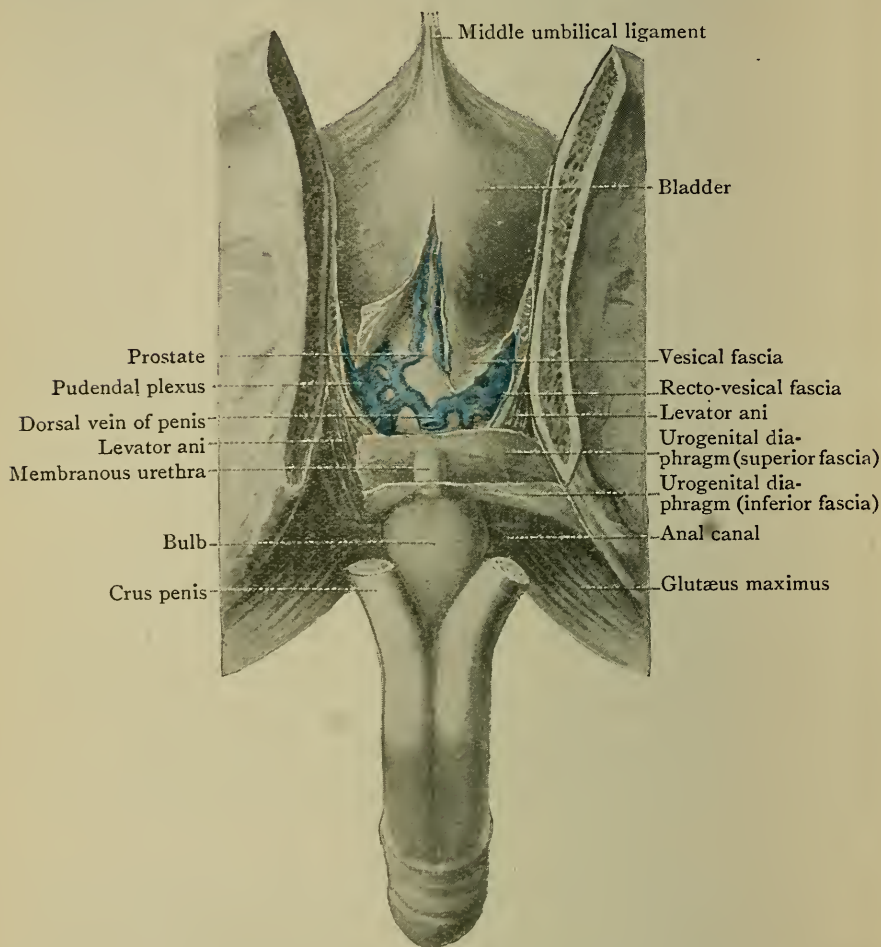 Middle umbilical ligament
Bladder
Prostate
Pudendal plexus
Dorsal vein of penis
Levator ani
Membranous urethra
Bulb
Crus penis
Vesical fascia
Recto-vesical fascia
Levator ani
Urogenital dia-
phragm (superior fascia)
Urogenital dia-
phragm (inferior fascia)
Anal canal
Glutæus maximus